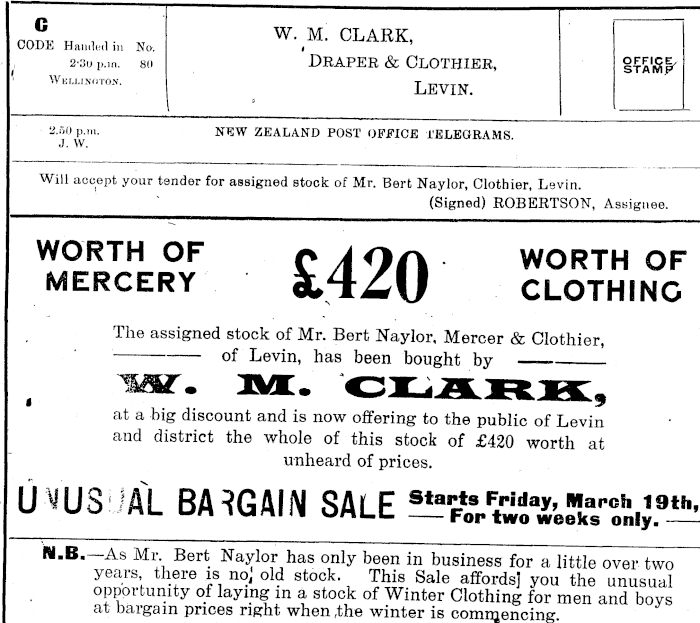 C
CODE Handed in No.
2·30 p.m. 80
WELLINGTON.
W. M. CLARK,
DRAPER & CLOTHIER,
LEVIN.
OFFICE
STAMP
2.50 p.m.
J. W.
NEW ZEALAND POST OFFICE TELEGRAMS.
Will accept your tender for assigned stock of Mr. Bert Naylor, Clothier, Levin.
(Signed) ROBERTSON, Assignee.
WORTH OF
MERCERY
£420
WORTH OF
CLOTHING
The assigned stock of Mr. Bert Naylor, Mercer & Clothier,
of Levin, has been bought by
W. M. CLARK,
at a big discount and is now offering to the public of Levin
and district the whole of this stock of £420 worth at
unheard of prices.
UNUSUAL BARGAIN SALE
Starts Friday, March 19th,
For two weeks only.
N.B.—As Mr. Bert Naylor has only been in business for a little over two
years, there is no old stock. This Sale affords] you the unusual
opportunity of laying in a stock of Winter Clothing for men and boys
at bargain prices right when the winter is commencing.